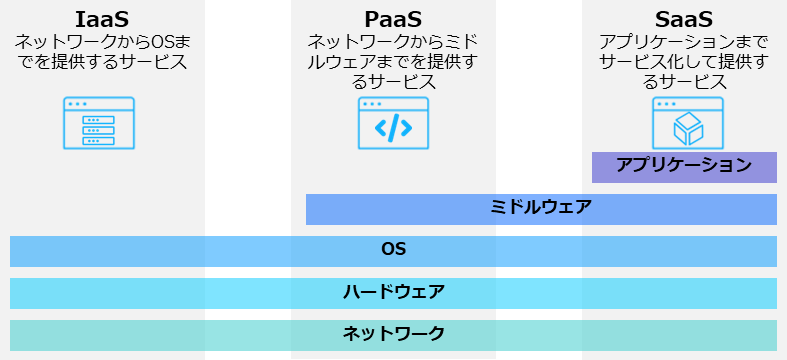 IaaS
ネットワークからOSま
でを提供するサービス
PaaS
ネットワークからミド
ルウェアまでを提供す
るサービス
SaaS
アプリケーションまで
サービス化して提供す
るサービス
アプリケーション
ミドルウェア
OS
ハードウェア
ネットワーク